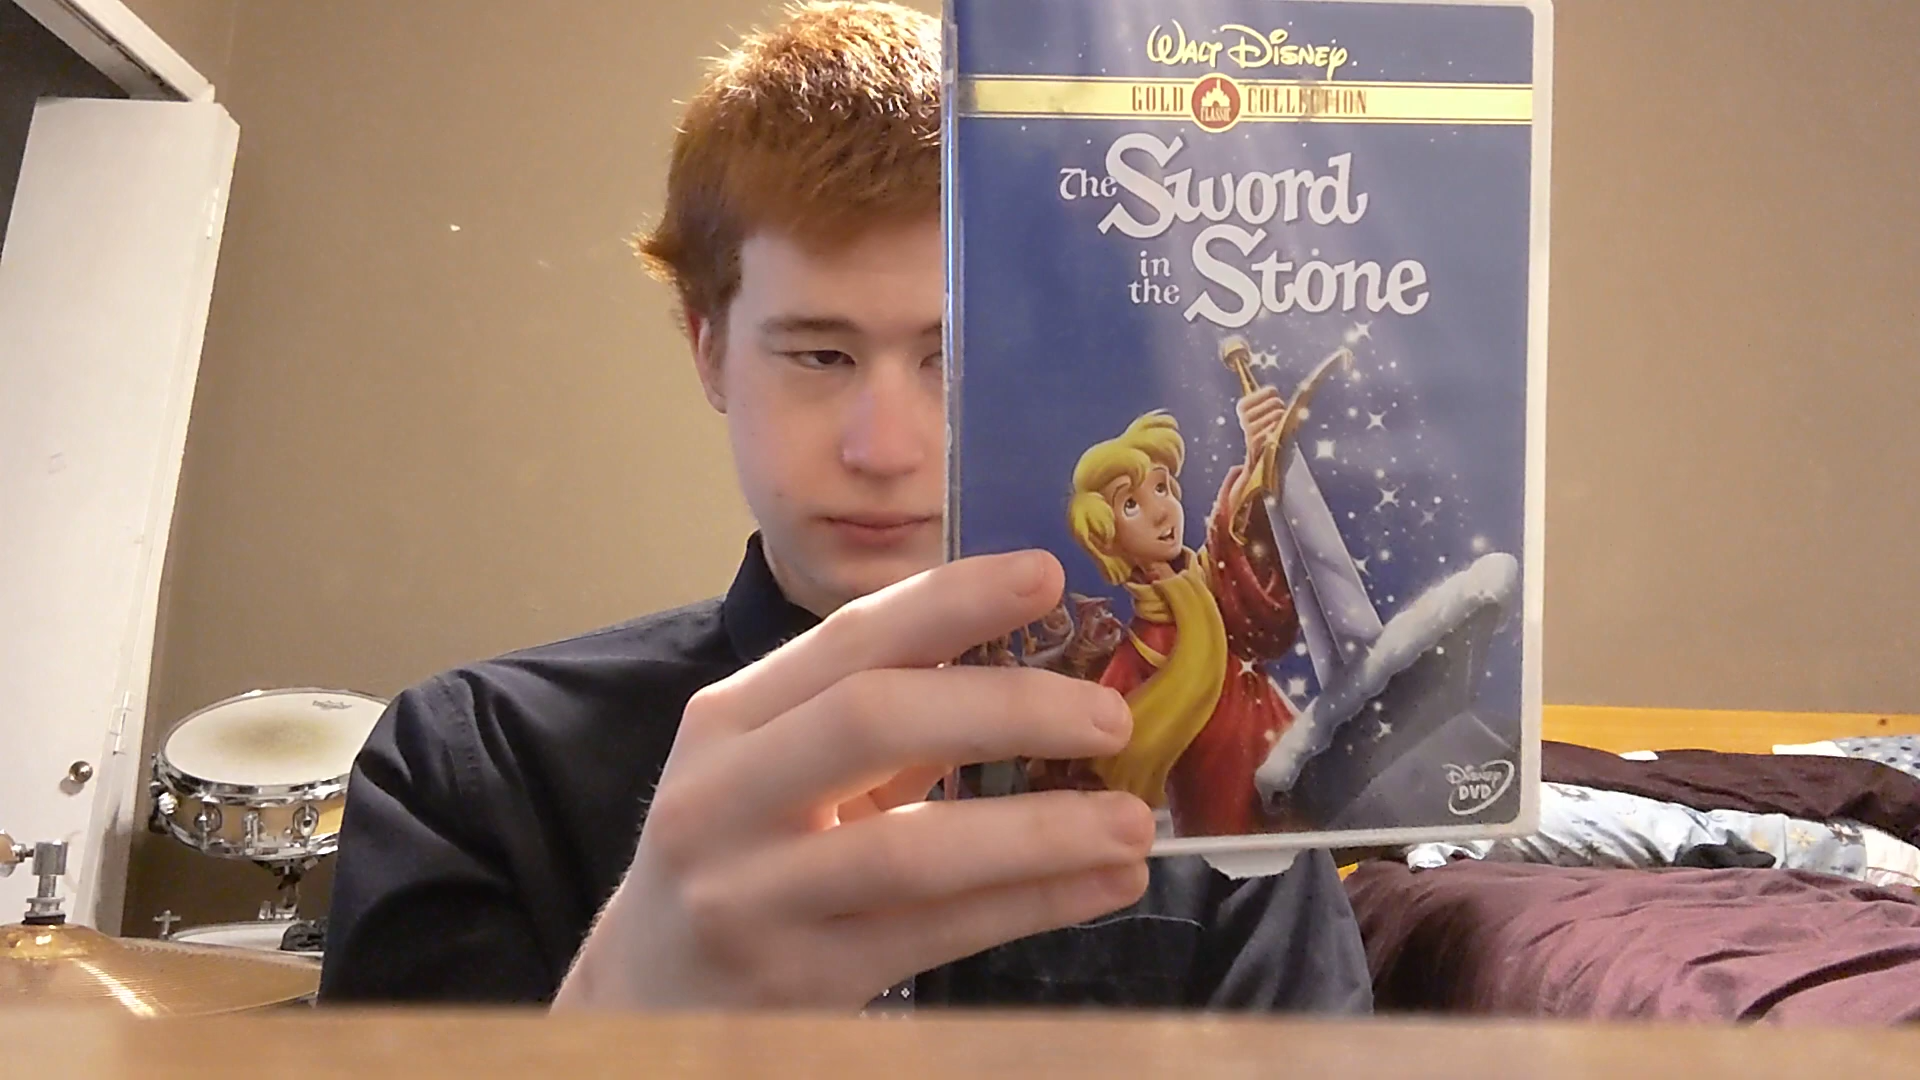 WALT DISNEY
GOLD CLASSIC COLLECTION
The Sword
in the Stone
DISNEY
DVD